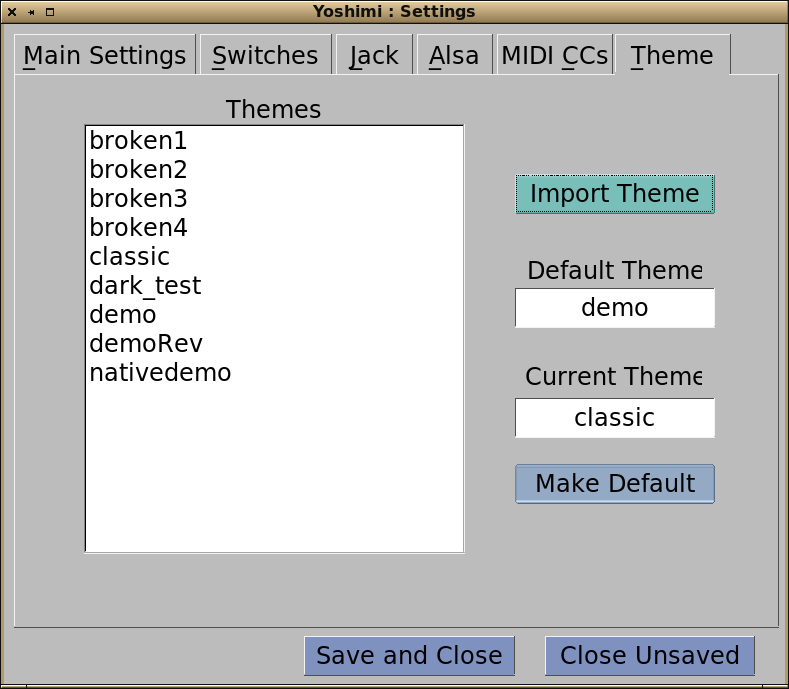 Yoshimi : Settings
Main Settings Switches Jack Alsa MIDI CCs Theme
Themes
broken1
broken2
broken3
broken4
classic
dark_test
demo
demoRev
nativedemo
Import Theme
Default Theme
demo
Current Theme
classic
Make Default
Save and Close Close Unsaved